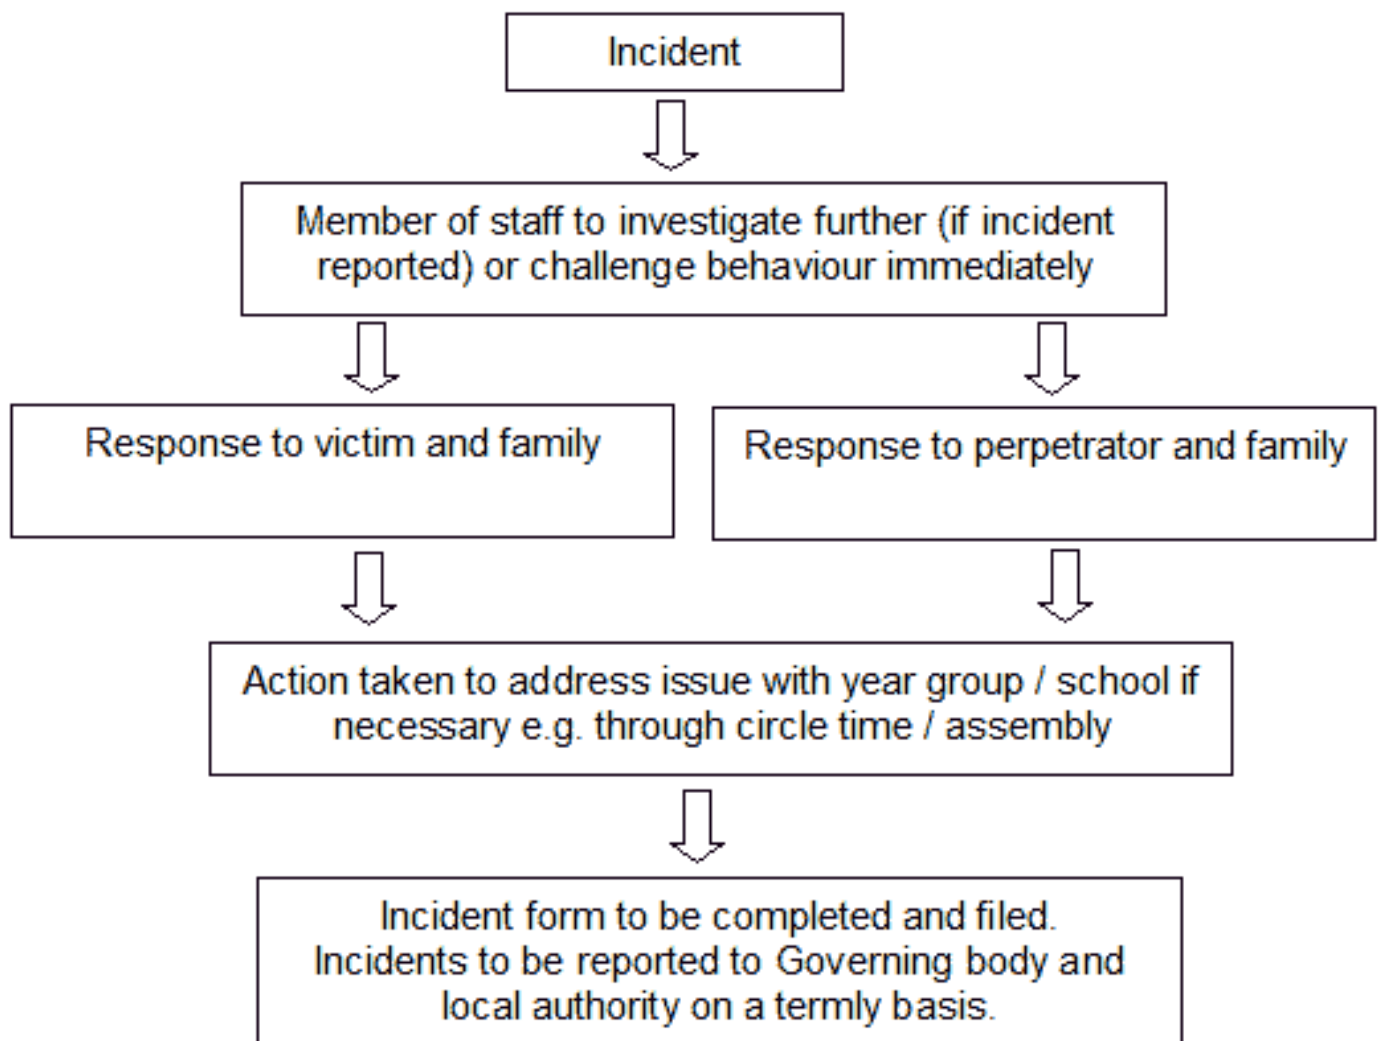 Incident
Member of staff to investigate further (if incident
reported) or challenge behaviour immediately
Response to victim and family
Response to perpetrator and family
Action taken to address issue with year group / school if
necessary e.g. through circle time / assembly
Incident form to be completed and filed.
Incidents to be reported to Governing body and
local authority on a termly basis.